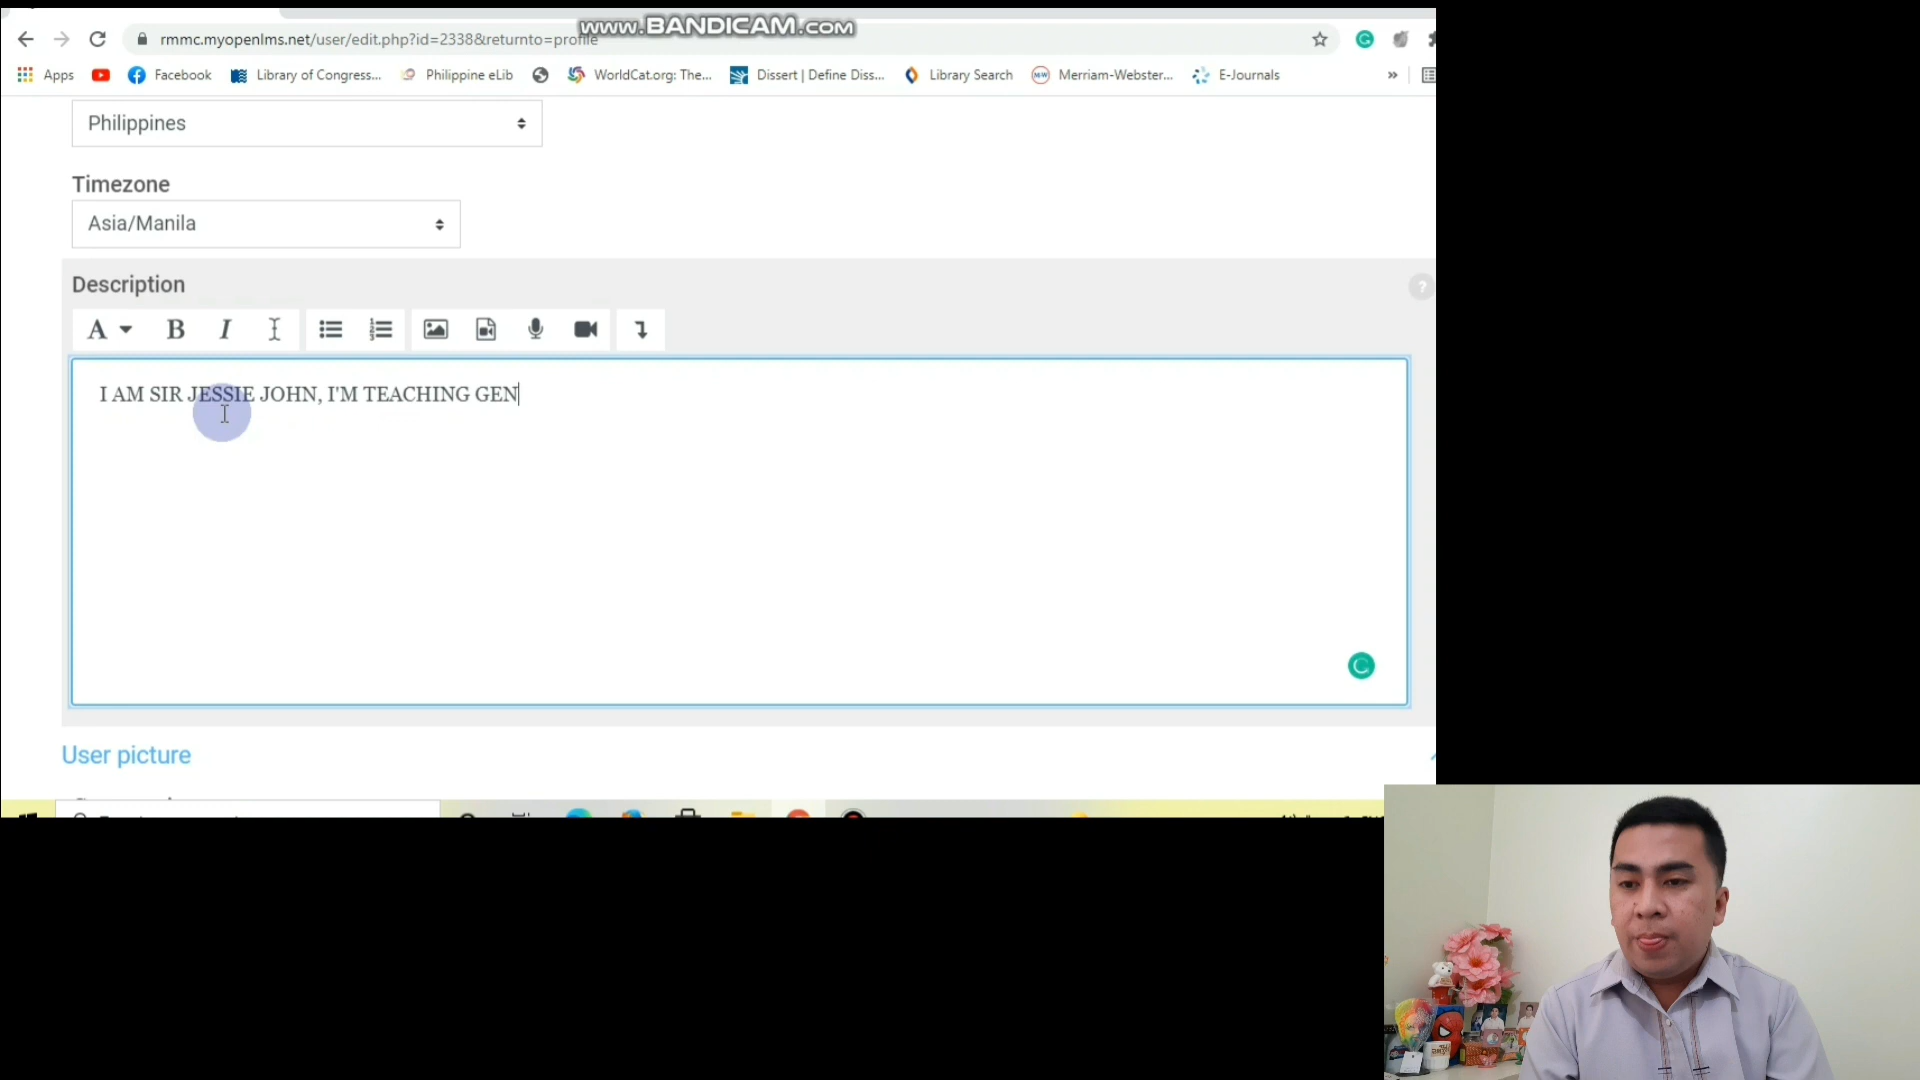 www.BANDICAM.com
rmmc.myopenlms.net/user/edit.php?id=2338&returnto=profile
Apps Facebook Library of Congress... Philippine eLib WorldCat.org: The... Dissert | Define Diss... Library Search Merriam-Webster... E-Journals »
Philippines
Timezone
Asia/Manila
Description
?
A B I
I AM SIR JESSIE JOHN, I'M TEACHING GEN
User picture